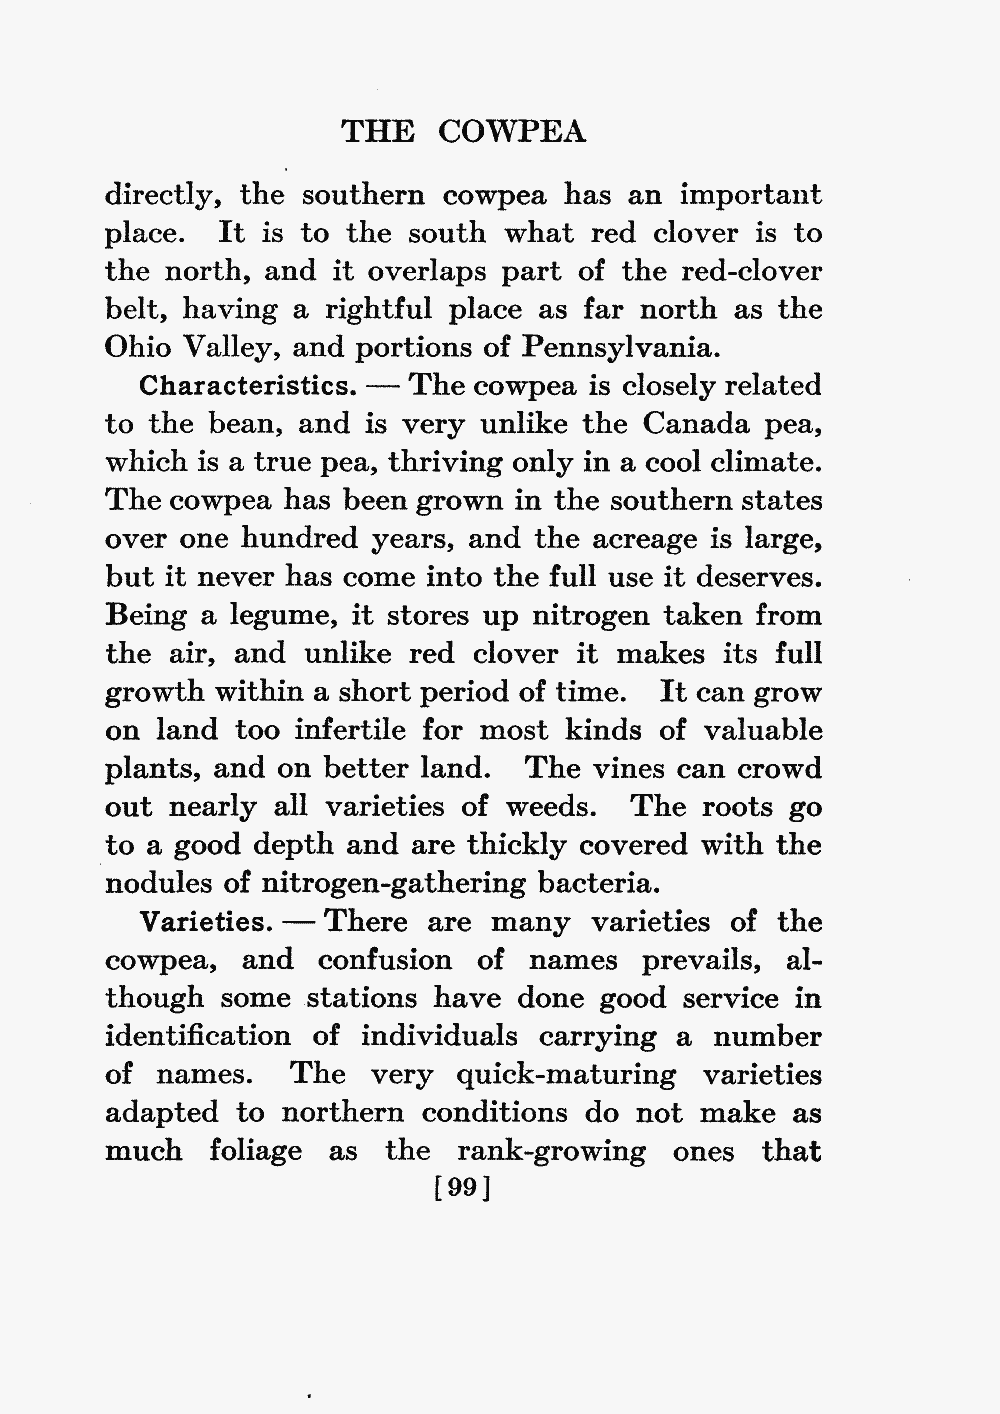 THE COWPEA
directly, the southern cowpea has an important
place. It is to the south what red clover is to
the north, and it overlaps part of the red-clover
belt, having a rightful place as far north as the
Ohio Valley, and portions of Pennsylvania.
Characteristics. — The cowpea is closely related
to the bean, and is very unlike the Canada pea,
which is a true pea, thriving only in a cool climate.
The cowpea has been grown in the southern states
over one hundred years, and the acreage is large,
but it never has come into the full use it deserves.
Being a legume, it stores up nitrogen taken from
the air, and unlike red clover it makes its full
growth within a short period of time. It can grow
on land too infertile for most kinds of valuable
plants, and on better land. The vines can crowd
out nearly all varieties of weeds. The roots go
to a good depth and are thickly covered with the
nodules of nitrogen-gathering bacteria.
Varieties. — There are many varieties of the
cowpea, and confusion of names prevails, al-
though some stations have done good service in
identification of individuals carrying a number
of names. The very quick-maturing varieties
adapted to northern conditions do not make as
much foliage as the rank-growing ones that
[99]